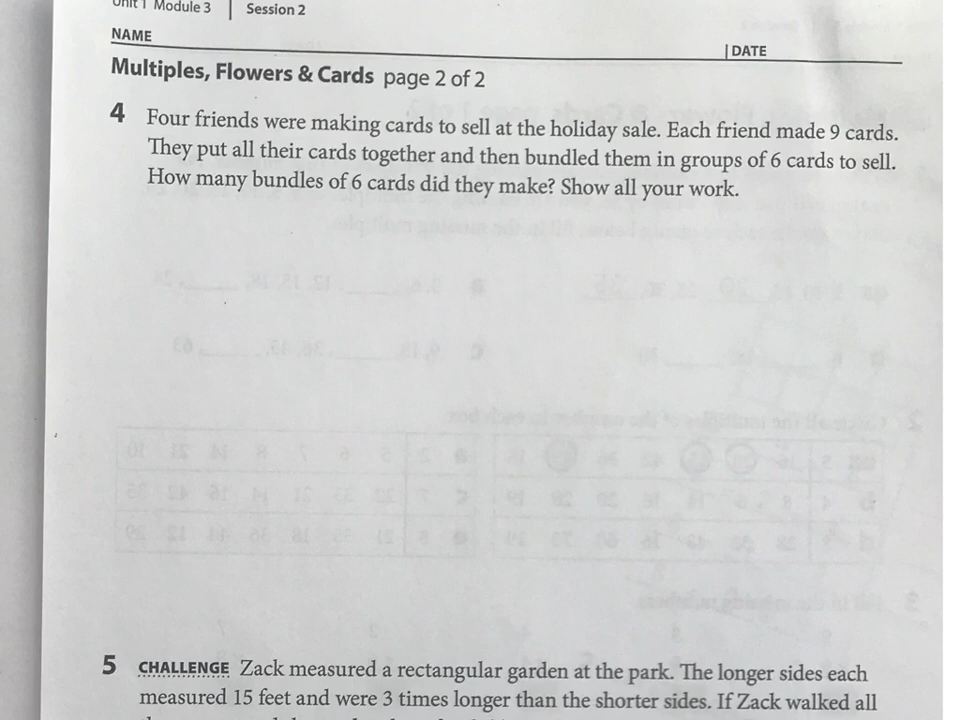 Unit 1 Module 3 | Session 2
NAME | DATE
Multiples, Flowers & Cards page 2 of 2
4 Four friends were making cards to sell at the holiday sale. Each friend made 9 cards.
They put all their cards together and then bundled them in groups of 6 cards to sell.
How many bundles of 6 cards did they make? Show all your work.
5 CHALLENGE Zack measured a rectangular garden at the park. The longer sides each
measured 15 feet and were 3 times longer than the shorter sides. If Zack walked all